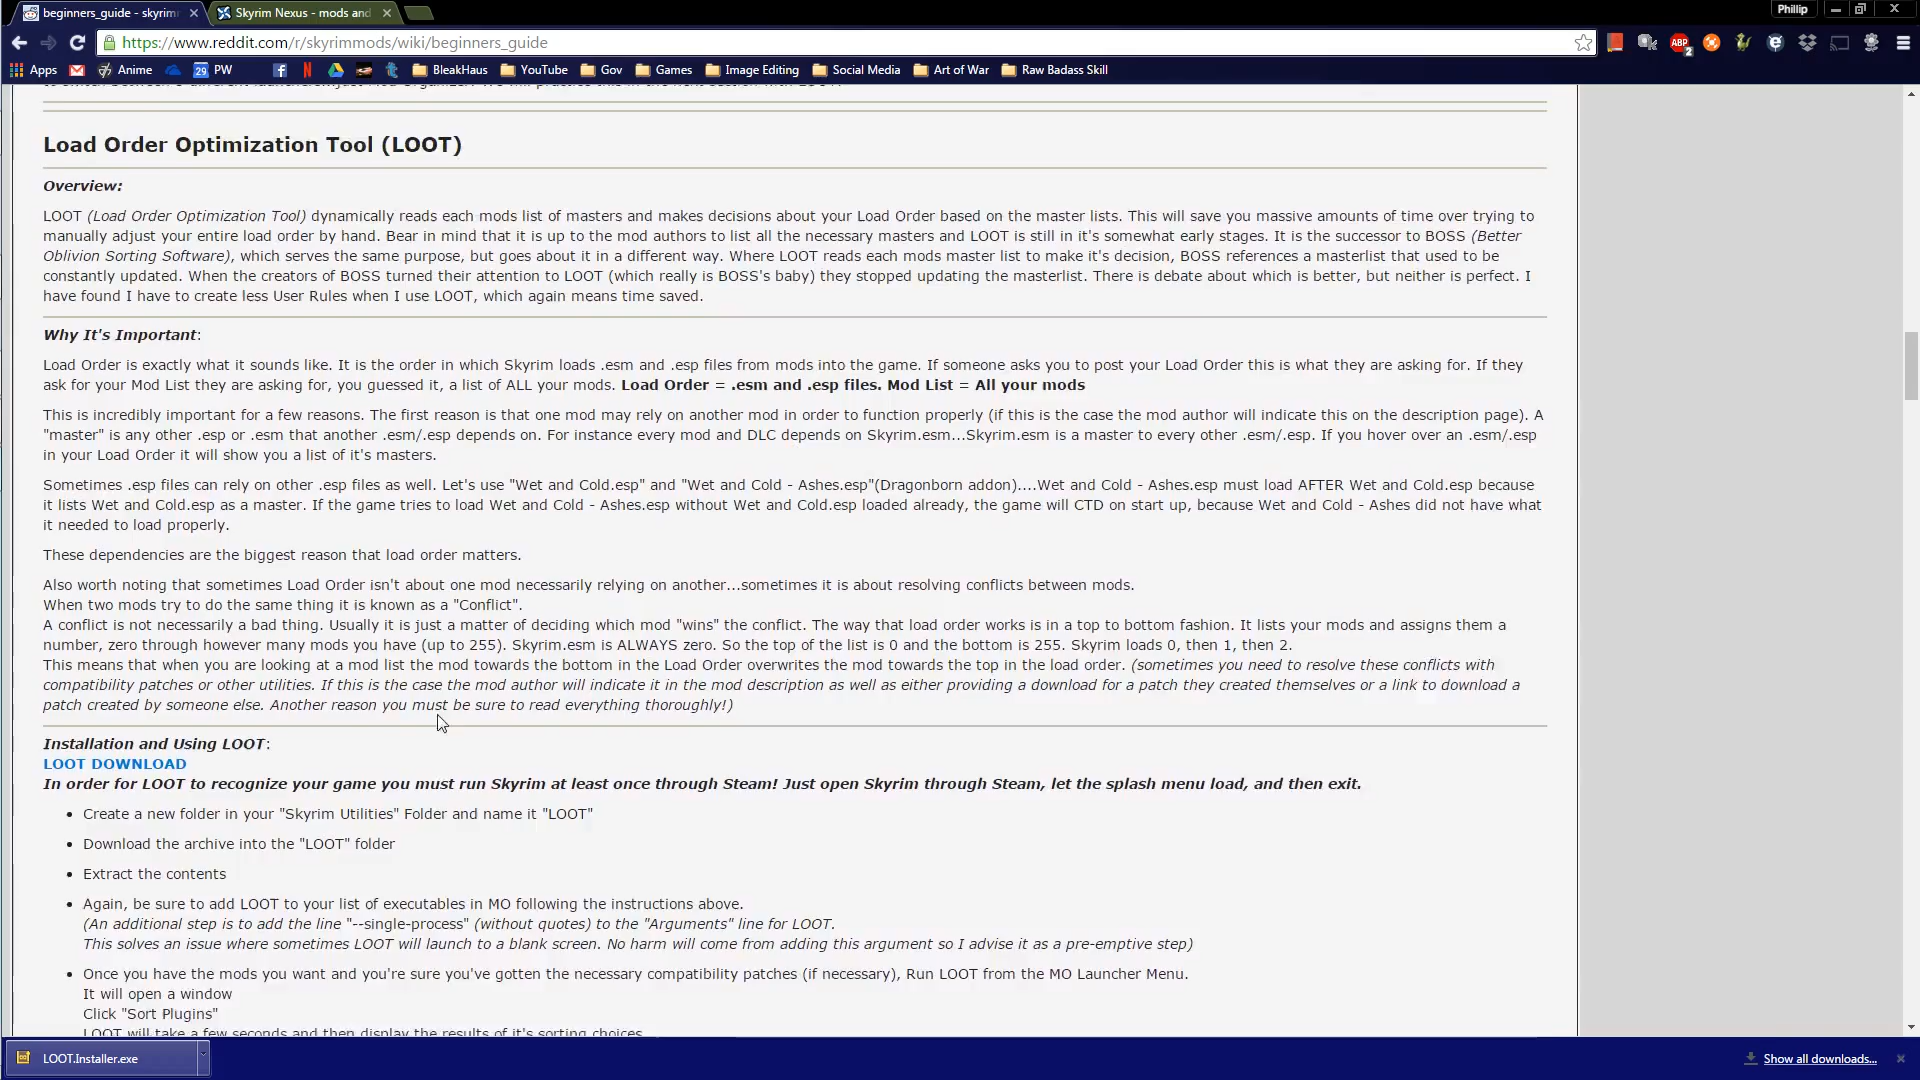 beginners_guide - skyrim
Skyrim Nexus - mods and
Phillip
https://www.reddit.com/r/skyrimmods/wiki/beginners_guide
Apps
Anime
29 PW
BleakHaus
YouTube
Gov
Games
Image Editing
Social Media
Art of War
Raw Badass Skill
ABP
2
Load Order Optimization Tool (LOOT)
Overview:
LOOT (Load Order Optimization Tool) dynamically reads each mods list of masters and makes decisions about your Load Order based on the master lists. This will save you massive amounts of time over trying to
manually adjust your entire load order by hand. Bear in mind that it is up to the mod authors to list all the necessary masters and LOOT is still in it's somewhat early stages. It is the successor to BOSS (Better
Oblivion Sorting Software), which serves the same purpose, but goes about it in a different way. Where LOOT reads each mods master list to make it's decision, BOSS references a masterlist that used to be
constantly updated. When the creators of BOSS turned their attention to LOOT (which really is BOSS's baby) they stopped updating the masterlist. There is debate about which is better, but neither is perfect. I
have found I have to create less User Rules when I use LOOT, which again means time saved.
Why It's Important:
Load Order is exactly what it sounds like. It is the order in which Skyrim loads .esm and .esp files from mods into the game. If someone asks you to post your Load Order this is what they are asking for. If they
ask for your Mod List they are asking for, you guessed it, a list of ALL your mods. Load Order = .esm and .esp files. Mod List = All your mods
This is incredibly important for a few reasons. The first reason is that one mod may rely on another mod in order to function properly (if this is the case the mod author will indicate this on the description page). A
"master" is any other .esp or .esm that another .esm/.esp depends on. For instance every mod and DLC depends on Skyrim.esm...Skyrim.esm is a master to every other .esm/.esp. If you hover over an .esm/.esp
in your Load Order it will show you a list of it's masters.
Sometimes .esp files can rely on other .esp files as well. Let's use "Wet and Cold.esp" and "Wet and Cold - Ashes.esp"(Dragonborn addon)....Wet and Cold - Ashes.esp must load AFTER Wet and Cold.esp because
it lists Wet and Cold.esp as a master. If the game tries to load Wet and Cold - Ashes.esp without Wet and Cold.esp loaded already, the game will CTD on start up, because Wet and Cold - Ashes did not have what
it needed to load properly.
These dependencies are the biggest reason that load order matters.
Also worth noting that sometimes Load Order isn't about one mod necessarily relying on another...sometimes it is about resolving conflicts between mods.
When two mods try to do the same thing it is known as a "Conflict".
A conflict is not necessarily a bad thing. Usually it is just a matter of deciding which mod "wins" the conflict. The way that load order works is in a top to bottom fashion. It lists your mods and assigns them a
number, zero through however many mods you have (up to 255). Skyrim.esm is ALWAYS zero. So the top of the list is 0 and the bottom is 255. Skyrim loads 0, then 1, then 2.
This means that when you are looking at a mod list the mod towards the bottom in the Load Order overwrites the mod towards the top in the load order. (sometimes you need to resolve these conflicts with
compatibility patches or other utilities. If this is the case the mod author will indicate it in the mod description as well as either providing a download for a patch they created themselves or a link to download a
patch created by someone else. Another reason you must be sure to read everything thoroughly!)
Installation and Using LOOT:
LOOT DOWNLOAD
In order for LOOT to recognize your game you must run Skyrim at least once through Steam! Just open Skyrim through Steam, let the splash menu load, and then exit.
• Create a new folder in your "Skyrim Utilities" Folder and name it "LOOT"
• Download the archive into the "LOOT" folder
• Extract the contents
• Again, be sure to add LOOT to your list of executables in MO following the instructions above.
(An additional step is to add the line "--single-process" (without quotes) to the "Arguments" line for LOOT.
This solves an issue where sometimes LOOT will launch to a blank screen. No harm will come from adding this argument so I advise it as a pre-emptive step)
• Once you have the mods you want and you're sure you've gotten the necessary compatibility patches (if necessary), Run LOOT from the MO Launcher Menu.
It will open a window
Click "Sort Plugins"
LOOT will take a few seconds and then display the results of it's sorting choices
LOOT.Installer.exe
Show all downloads...